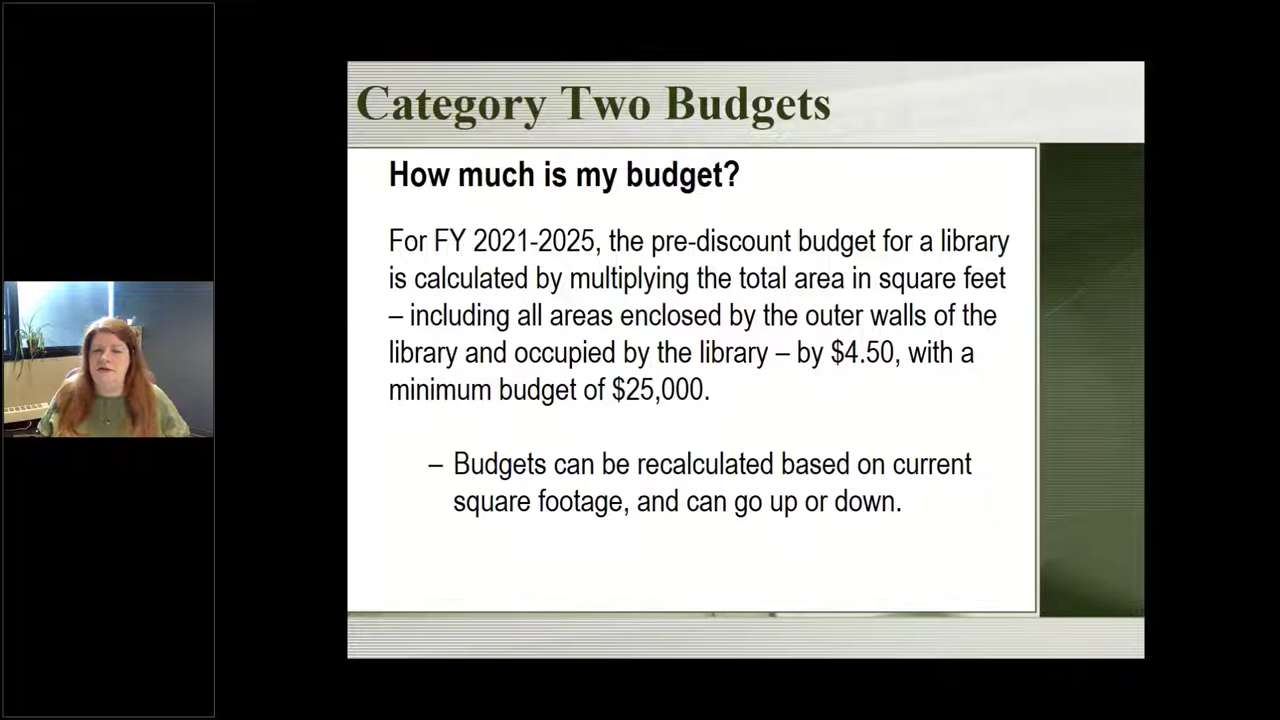 Category Two Budgets
How much is my budget?
For FY 2021-2025, the pre-discount budget for a library
is calculated by multiplying the total area in square feet
– including all areas enclosed by the outer walls of the
library and occupied by the library – by $4.50, with a
minimum budget of $25,000.
– Budgets can be recalculated based on current
square footage, and can go up or down.